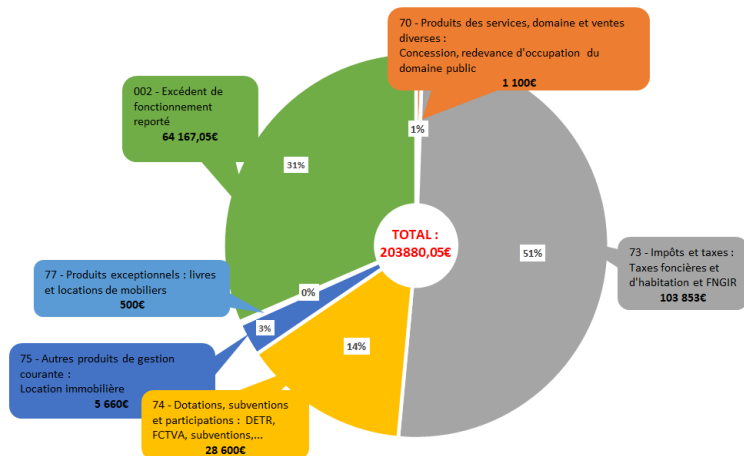 70 - Produits des services, domaine et ventes
diverses :
Concession, redevance d'occupation du
domaine public
1 100€
002 - Excédent de
fonctionnement
reporté
64 167,05€
1%
31%
TOTAL :
203880,05€
51%
73 - Impôts et taxes :
Taxes foncières et
d'habitation et FNGIR
103 853€
77 - Produits exceptionnels : livres
et locations de mobiliers
500€
0%
3%
14%
75 - Autres produits de gestion
courante :
Location immobilière
5 660€
74 - Dotations, subventions
et participations : DETR,
FCTVA, subventions,...
28 600€